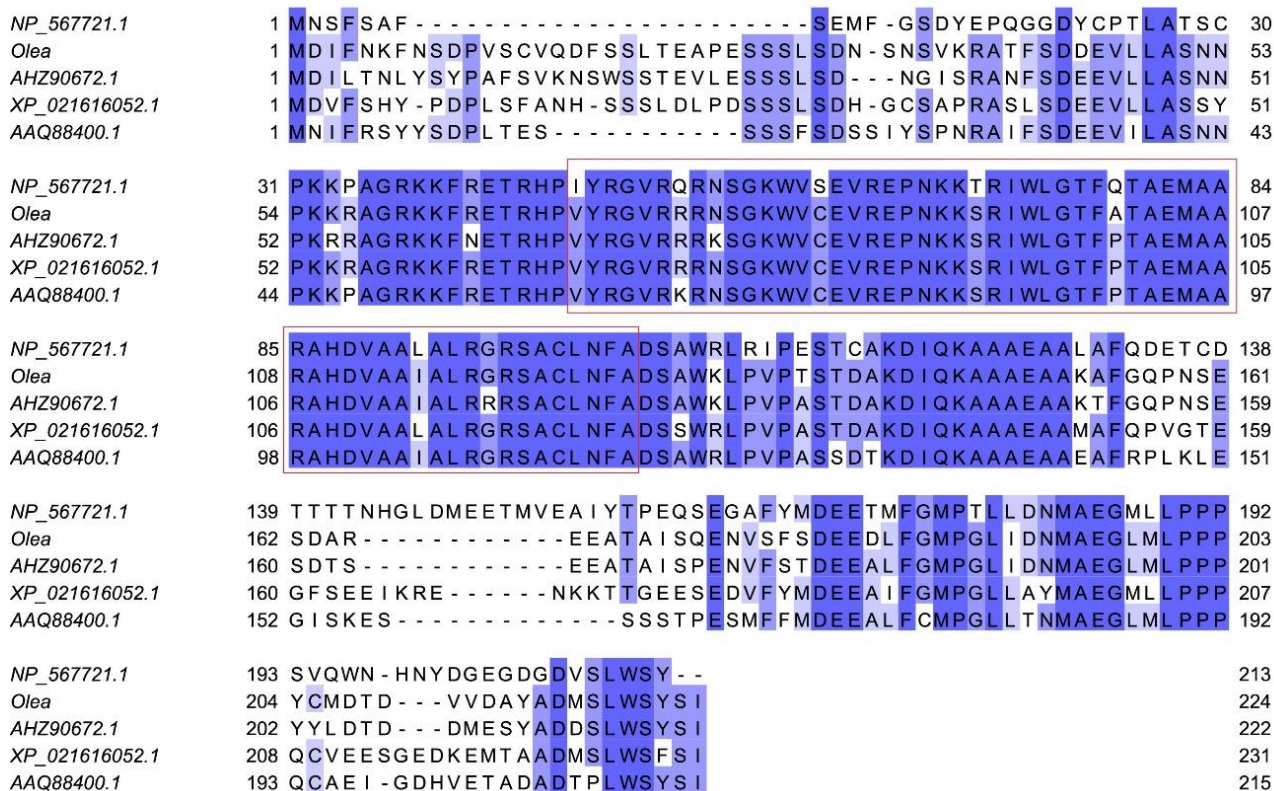 NP_567721.1 1 MNSFSAF-----------------------SEMF-GSDYEPQGGDYCPTLATSC 30
Olea 1 MDIFNKFNSDPVSCVQDFSSLTEAPESSSLSDN-SNSVKRATFSDDEVLLASNN 53
AHZ90672.1 1 MDILTNLYSYPAFSVKNSWSSTEVLESSSLSD---NGISRANFSDEEVLLASNN 51
XP_021616052.1 1 MDVFSHY-PDPLSFANH-SSSLDLPDSSSLSDH-GCSAPRASLSDEEVLLASSY 51
AAQ88400.1 1 MNIFRSYYSDPLTES-----------SSSFSDSSIYSPNRAIFSDEEVILASNN 43
NP_567721.1 31 PKKPAGRKKFRETRHPIYRGVRQRNSGKWVSEVREPNKKTRIWLGTFQTAEMAA 84
Olea 54 PKKRAGRKKFRETRHPVYRGVRRRNSGKWVCEVREPNKKSRIWLGTFATAEMAA 107
AHZ90672.1 52 PKRRAGRKKFNETRHPVYRGVRRRKSGKWVCEVREPNKKSRIWLGTFPTAEMAA 105
XP_021616052.1 52 PKKRAGRKKFRETRHPVYRGVRRRNSGKWVCEVREPNKKSRIWLGTFPTAEMAA 105
AAQ88400.1 44 PKKPAGRKKFRETRHPVYRGVRKRNSGKWVCEVREPNKKSRIWLGTFPTAEMAA 97
NP_567721.1 85 RAHDVAALALRGRSACLNFADSAWRLRIPESTCAKDIQKAAAEAALAFQDETCD 138
Olea 108 RAHDVAAIALRGRSACLNFADSAWKLPVPTSTDAKDIQKAAAEAAKAFGQPNSE 161
AHZ90672.1 106 RAHDVAAIALRRRSACLNFADSAWKLPVPASTDAKDIQKAAAEAAKTFGQPNSE 159
XP_021616052.1 106 RAHDVAALALRGRSACLNFADSSWRLPVPASTDAKDIQKAAAEAAMAFQPVGTE 159
AAQ88400.1 98 RAHDVAAIALRGRSACLNFADSAWRLPVPASSDTKDIQKAAAEAAEAFRPLKLE 151
NP_567721.1 139 TTTTNHGLDMEETMVEAIYTPEQSEGAFYMDEETMFGMPTLLDNMAEGMLLPPP 192
Olea 162 SDAR------------EEATAISQENVSFSDEEDLFGMPGLIDNMAEGLMLPPP 203
AHZ90672.1 160 SDTS------------EEATAISPENVFSTDEEALFGMPGLIDNMAEGLMLPPP 201
XP_021616052.1 160 GFSEEIKRE------NKKTTGEESEDVFYMDEEAIFGMPGLLAYMAEGMLLPPP 207
AAQ88400.1 152 GISKES-------------SSSTPESMFFMDEEALFCMPGLLTNMAEGLMLPPP 192
NP_567721.1 193 SVQWN-HNYDGEGDGDVSLWSY-- 213
Olea 204 YCMDTD---VVDAYADMSLWSYSI 224
AHZ90672.1 202 YYLDTD---DMESYADDSLWSYSI 222
XP_021616052.1 208 QCVEESGEDKEMTAADMSLWSFSI 231
AAQ88400.1 193 QCAEI-GDHVETADADTPLWSYSI 215